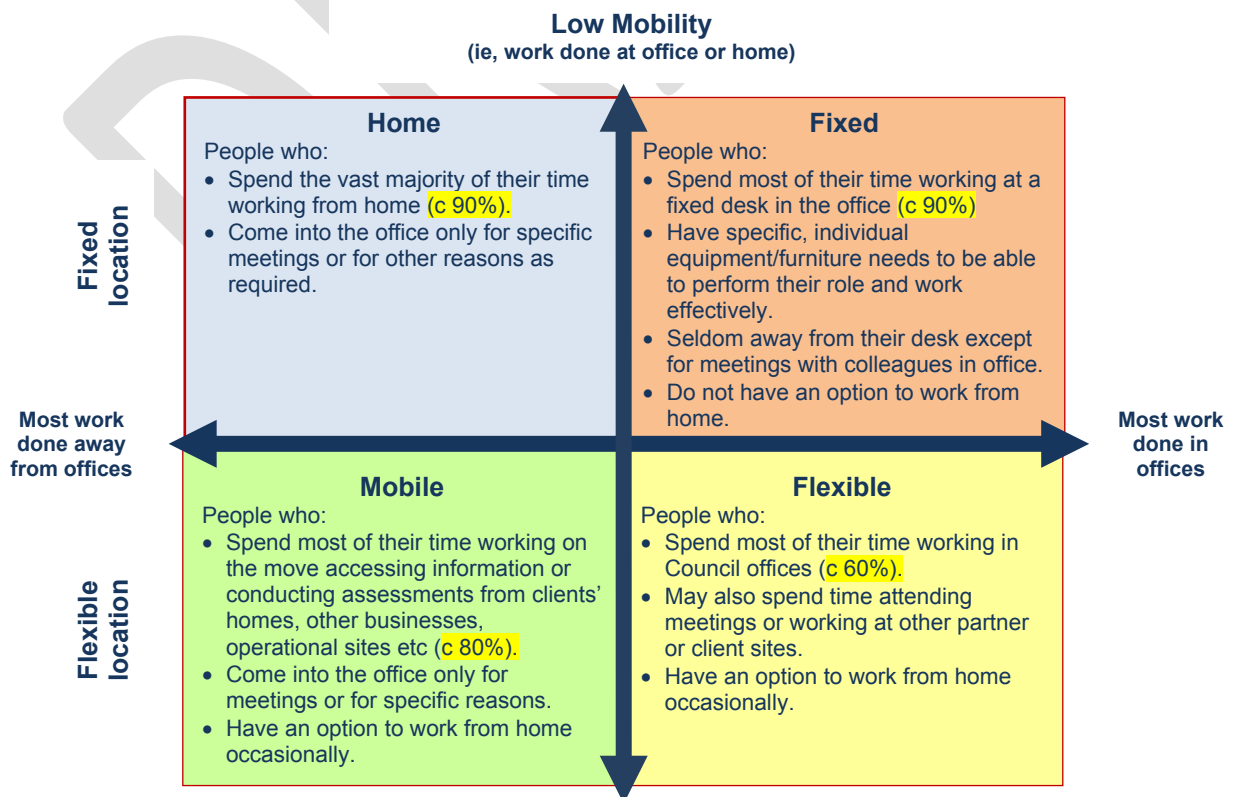 Low Mobility
(ie, work done at office or home)
Home
People who:
• Spend the vast majority of their time
working from home (c 90%).
• Come into the office only for specific
meetings or for other reasons as
required.
Fixed
People who:
• Spend most of their time working at a
fixed desk in the office (c 90%)
• Have specific, individual
equipment/furniture needs to be able
to perform their role and work
effectively.
• Seldom away from their desk except
for meetings with colleagues in office.
• Do not have an option to work from
home.
Fixed
location
Most work
done away
from offices
Most work
done in
offices
Mobile
People who:
• Spend most of their time working on
the move accessing information or
conducting assessments from clients’
homes, other businesses,
operational sites etc (c 80%).
• Come into the office only for
meetings or for specific reasons.
• Have an option to work from home
occasionally.
Flexible
People who:
• Spend most of their time working in
Council offices (c 60%).
• May also spend time attending
meetings or working at other partner
or client sites.
• Have an option to work from home
occasionally.
Flexible
location